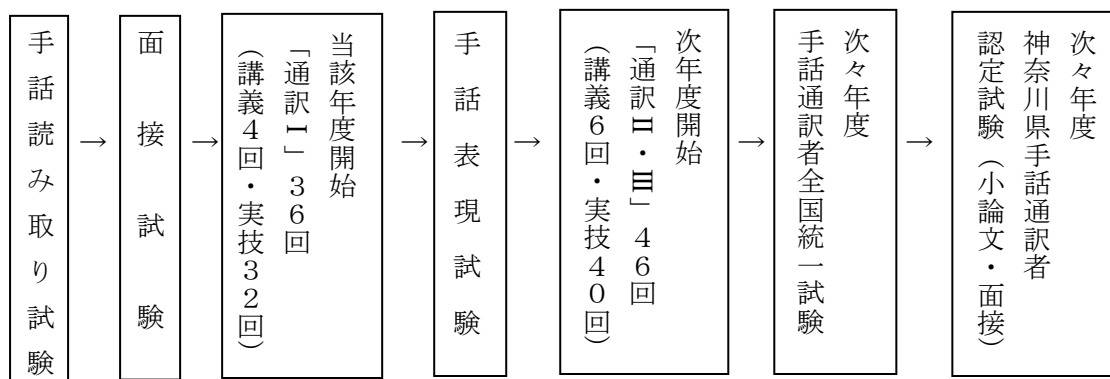 手話読み取り試験
→
面接試験
→
当該年度開始
「通訳Ⅰ」３６回
（講義４回・実技３２回）
→
手話表現試験
→
次年度開始
「通訳Ⅱ・Ⅲ」４６回
（講義６回・実技４０回）
→
次々年度
手話通訳者全国統一試験
→
次々年度
神奈川県手話通訳者
認定試験（小論文・面接）